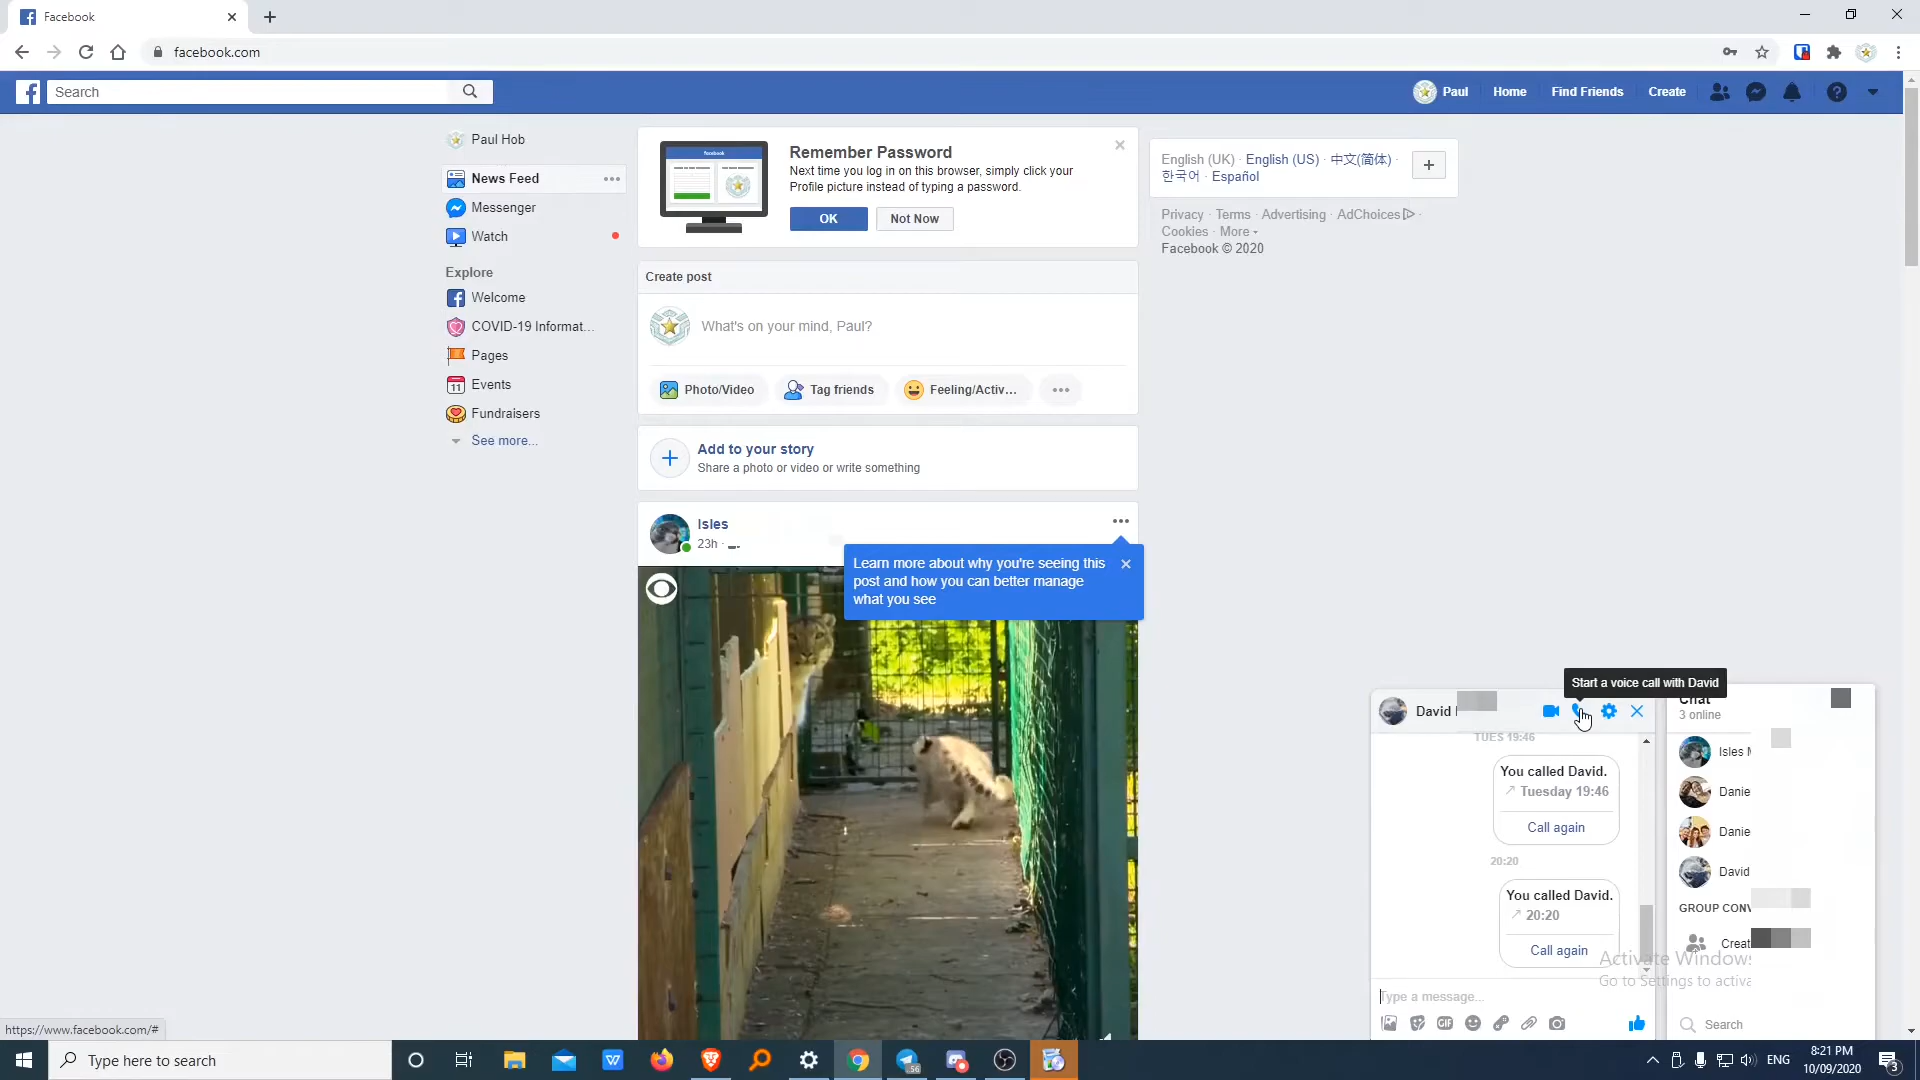 Facebook
facebook.com
Search
Paul
Home
Find Friends
Create
Paul Hob
News Feed
Messenger
Watch
Explore
Welcome
COVID-19 Informat...
Pages
11 Events
Fundraisers
See more...
facebook
Remember Password
Next time you log in on this browser, simply click your
Profile picture instead of typing a password.
OK
Not Now
Create post
What's on your mind, Paul?
Photo/Video
Tag friends
Feeling/Activ...
Add to your story
Share a photo or video or write something
Isles
23h ·
Learn more about why you're seeing this
post and how you can better manage
what you see
English (UK) · English (US) · 中文(简体) ·
한국어 · Español
Privacy · Terms · Advertising · AdChoices ·
Cookies · More
Facebook © 2020
Start a voice call with David
David
TUES 19:46
You called David.
Tuesday 19:46
Call again
20:20
You called David.
20:20
Call again
Type a message...
GIF
Chat
3 online
Isles
Danie
Danie
David
GROUP CONV
Creat
Search
Activate Windows
Go to Settings to activa
https://www.facebook.com/#
Type here to search
56
ENG
8:21 PM
10/09/2020
3